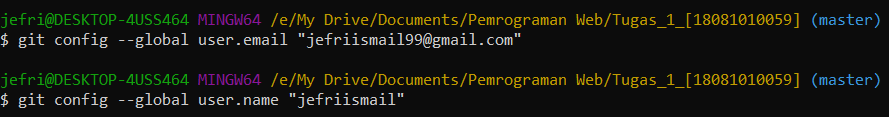 jefri@DESKTOP-4USS464 MINGW64 /e/My Drive/Documents/Pemrograman Web/Tugas_1_[18081010059] (master)
$ git config --global user.email "jefriismail99@gmail.com"
jefri@DESKTOP-4USS464 MINGW64 /e/My Drive/Documents/Pemrograman Web/Tugas_1_[18081010059] (master)
$ git config --global user.name "jefriismail"